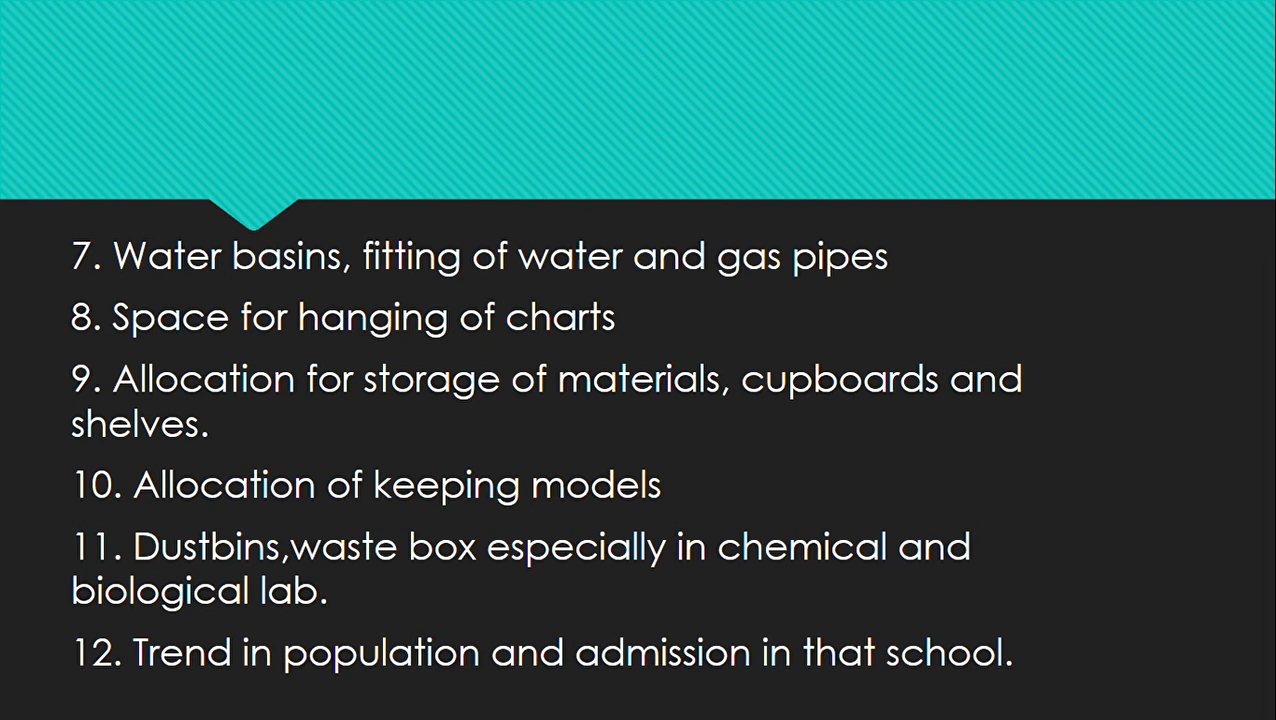 7. Water basins, fitting of water and gas pipes
8. Space for hanging of charts
9. Allocation for storage of materials, cupboards and
shelves.
10. Allocation of keeping models
11. Dustbins,waste box especially in chemical and
biological lab.
12. Trend in population and admission in that school.